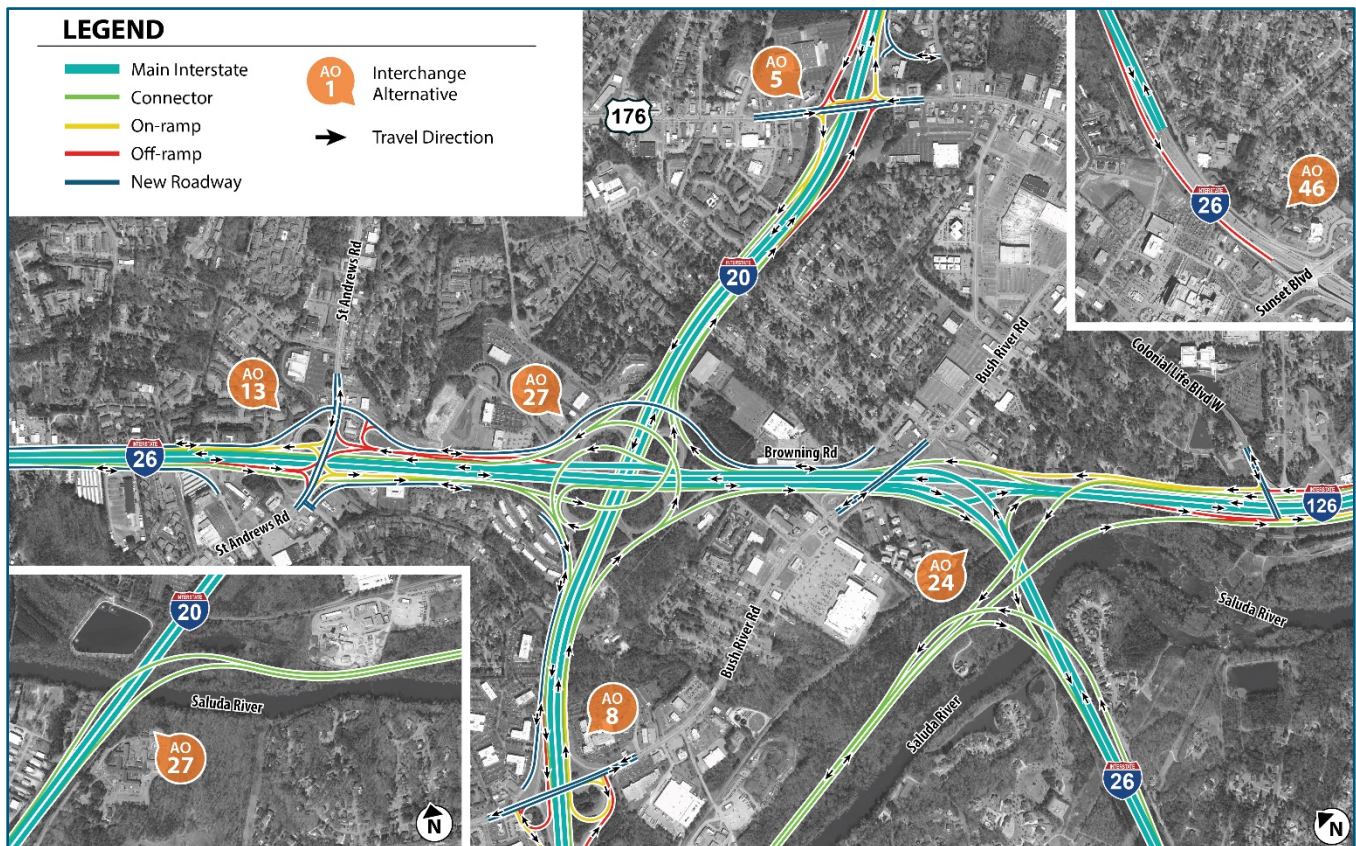 LEGEND
Main Interstate
Connector
On-ramp
Off-ramp
New Roadway
AO
1
Interchange
Alternative
Travel Direction
AO
5
176
INTERSTATE
26
AO
46
Sunset Blvd
INTERSTATE
20
St Andrews Rd
Bush River Rd
Colonial Life Blvd W
AO
13
AO
27
Browning Rd
INTERSTATE
26
INTERSTATE
126
St Andrews Rd
AO
24
Saluda River
INTERSTATE
20
Saluda River
AO
27
N
Bush River Rd
AO
8
Saluda River
INTERSTATE
26
N